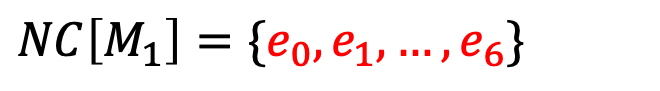 NC[M₁] = {e₀, e₁, … , e₆}